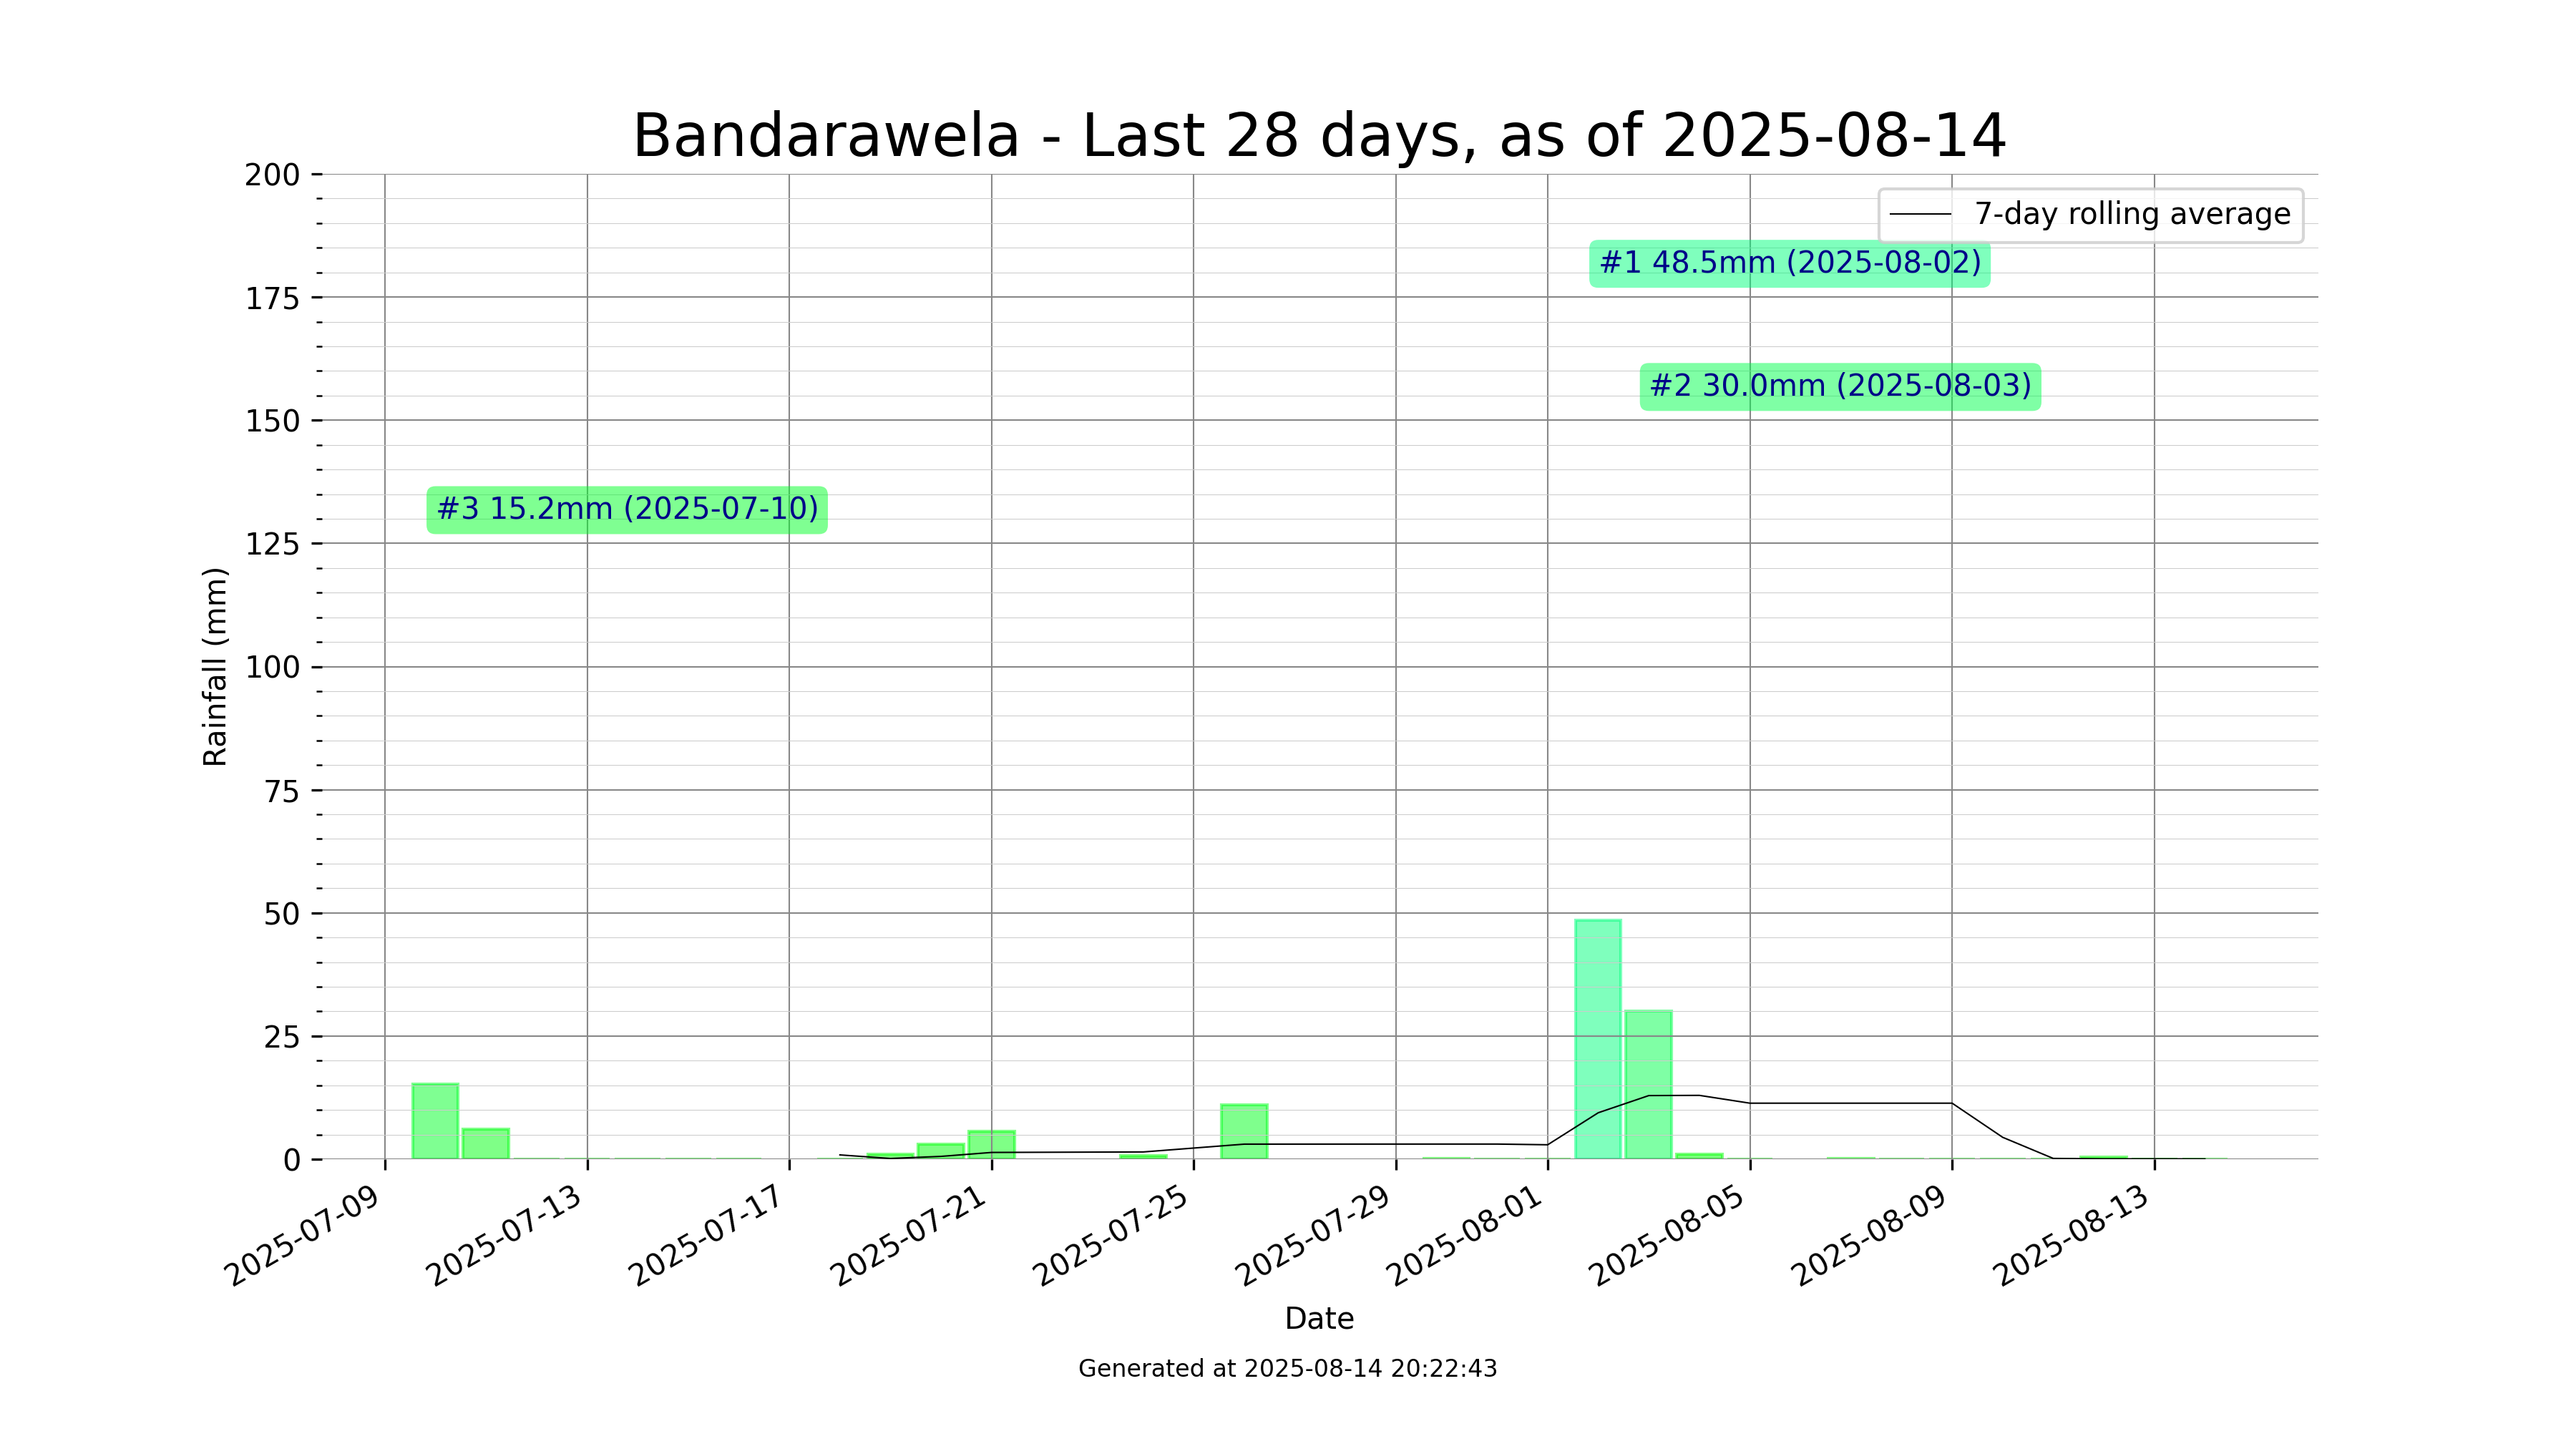 Bandarawela - Last 28 days, as of 2025-08-14
7-day rolling average
#1 48.5mm (2025-08-02)
#2 30.0mm (2025-08-03)
#3 15.2mm (2025-07-10)
Rainfall (mm)
200
175
150
125
100
75
50
25
0
2025-07-09
2025-07-13
2025-07-17
2025-07-21
2025-07-25
2025-07-29
2025-08-01
2025-08-05
2025-08-09
2025-08-13
Date
Generated at 2025-08-14 20:22:43